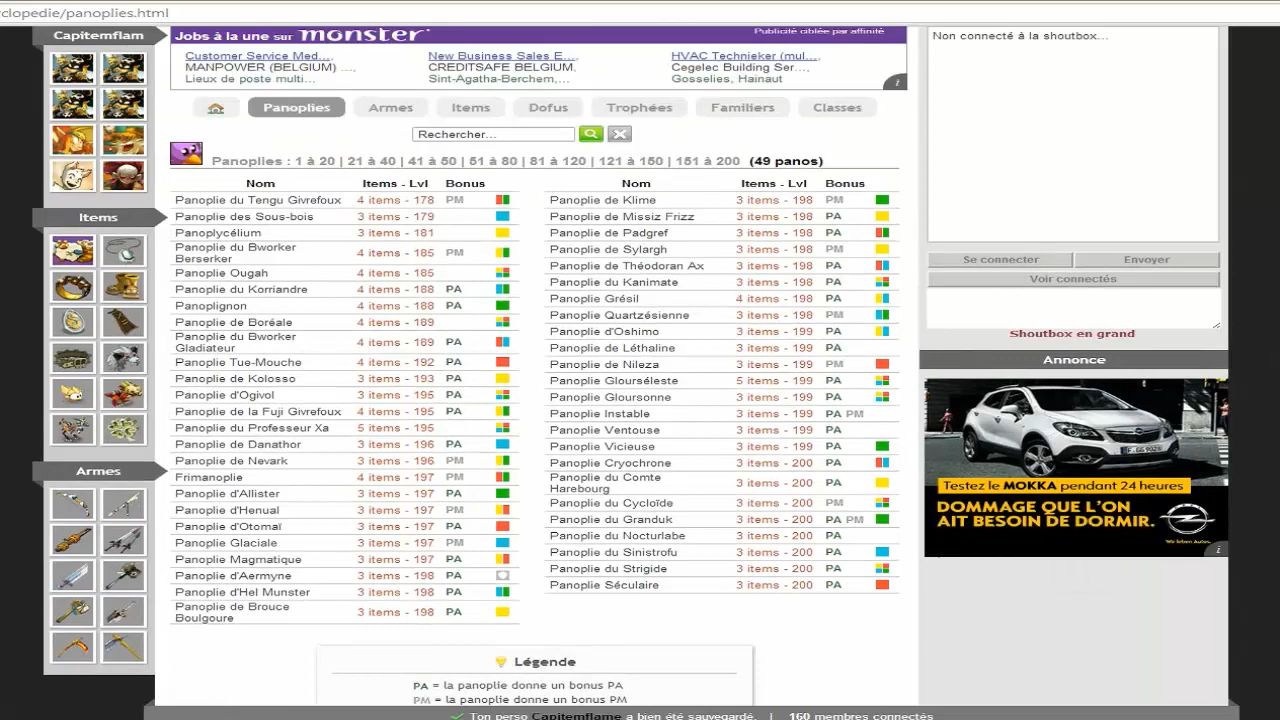 clopedie/panoplies.html
Capitemflam
Items
Armes
Jobs à la une sur monster
Publicité ciblée par affinité
Customer Service Med...
MANPOWER (BELGIUM) ...,
Lieux de poste multi...
New Business Sales E...
CREDITSAFE BELGIUM,
Sint-Agatha-Berchem,...
HVAC Technieker (mul...
Cegelec Building Ser...,
Gosselies, Hainaut
Panoplies Armes Items Dofus Trophées Familiers Classes
Rechercher...
Panoplies : 1 à 20 | 21 à 40 | 41 à 50 | 51 à 80 | 81 à 120 | 121 à 150 | 151 à 200 (49 panos)
Nom Items - Lvl Bonus
Panoplie du Tengu Givrefoux 4 items - 178 PM
Panoplie des Sous-bois 3 items - 179
Panoplycélium 3 items - 181
Panoplie du Bworker
Berserker 4 items - 185 PM
Panoplie Ougah 4 items - 185
Panoplie du Korriandre 4 items - 188 PA
Panoplignon 4 items - 188 PA
Panoplie de Boréale 4 items - 189
Panoplie du Bworker
Gladiateur 4 items - 189 PA
Panoplie Tue-Mouche 4 items - 192 PA
Panoplie de Kolosso 3 items - 193 PA
Panoplie d'Ogivol 3 items - 195 PA
Panoplie de la Fuji Givrefoux 4 items - 195 PA
Panoplie du Professeur Xa 5 items - 195
Panoplie de Danathor 3 items - 196 PA
Panoplie de Nevark 3 items - 196 PM
Frimanoplie 4 items - 197 PM
Panoplie d'Allister 3 items - 197 PA
Panoplie d'Henual 3 items - 197 PM
Panoplie d'Otomaï 3 items - 197 PA
Panoplie Glaciale 3 items - 197 PM
Panoplie Magmatique 3 items - 197 PA
Panoplie d'Aermyne 3 items - 198 PA
Panoplie d'Hel Munster 3 items - 198 PA
Panoplie de Brouce
Boulgoure 3 items - 198 PA
Nom Items - Lvl Bonus
Panoplie de Klime 3 items - 198 PM
Panoplie de Missiz Frizz 3 items - 198 PA
Panoplie de Padgref 3 items - 198 PA
Panoplie de Sylargh 3 items - 198 PM
Panoplie de Théodoran Ax 3 items - 198 PA
Panoplie du Kanimate 3 items - 198 PA
Panoplie Grésil 4 items - 198 PA
Panoplie Quartzésienne 3 items - 198 PM
Panoplie d'Oshimo 3 items - 199 PA
Panoplie de Léthaline 3 items - 199 PA
Panoplie de Nileza 3 items - 199 PM
Panoplie Glourséleste 5 items - 199 PA
Panoplie Gloursonne 3 items - 199 PA
Panoplie Instable 3 items - 199 PA PM
Panoplie Ventouse 3 items - 199 PA
Panoplie Vicieuse 3 items - 199 PA
Panoplie Cryochrone 3 items - 200 PA
Panoplie du Comte
Harebourg 3 items - 200 PA
Panoplie du Cycloïde 3 items - 200 PM
Panoplie du Granduk 3 items - 200 PA PM
Panoplie du Nocturlabe 3 items - 200 PA
Panoplie du Sinistrofu 3 items - 200 PA
Panoplie du Strigide 3 items - 200 PA
Panoplie Séculaire 3 items - 200 PA
Légende
PA = la panoplie donne un bonus PA
PM = la panoplie donne un bonus PM
Ton perso Capitemflame a bien été sauvegardé. | 160 membres connectés
Non connecté à la shoutbox...
Se connecter Envoyer
Voir connectés
Shoutbox en grand
Annonce
Testez le MOKKA pendant 24 heures
DOMMAGE QUE L'ON
AIT BESOIN DE DORMIR.
Wir leben Autos.